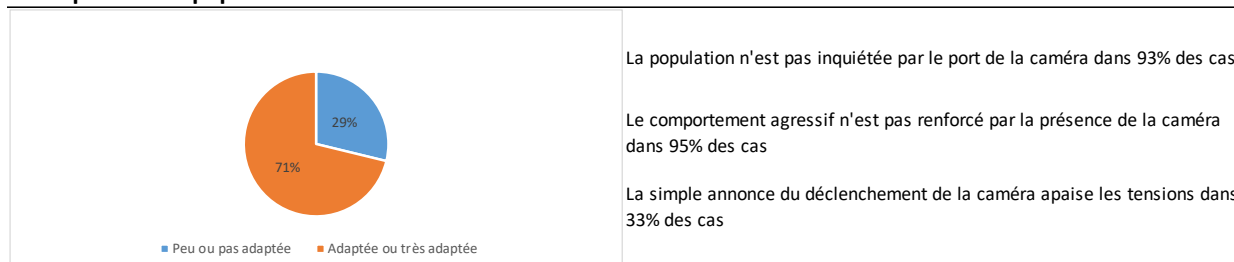 La population n'est pas inquiétée par le port de la caméra dans 93% des cas
29%
Le comportement agressif n'est pas renforcé par la présence de la caméra
dans 95% des cas
71%
La simple annonce du déclenchement de la caméra apaise les tensions dans
33% des cas
Peu ou pas adaptée
Adaptée ou très adaptée